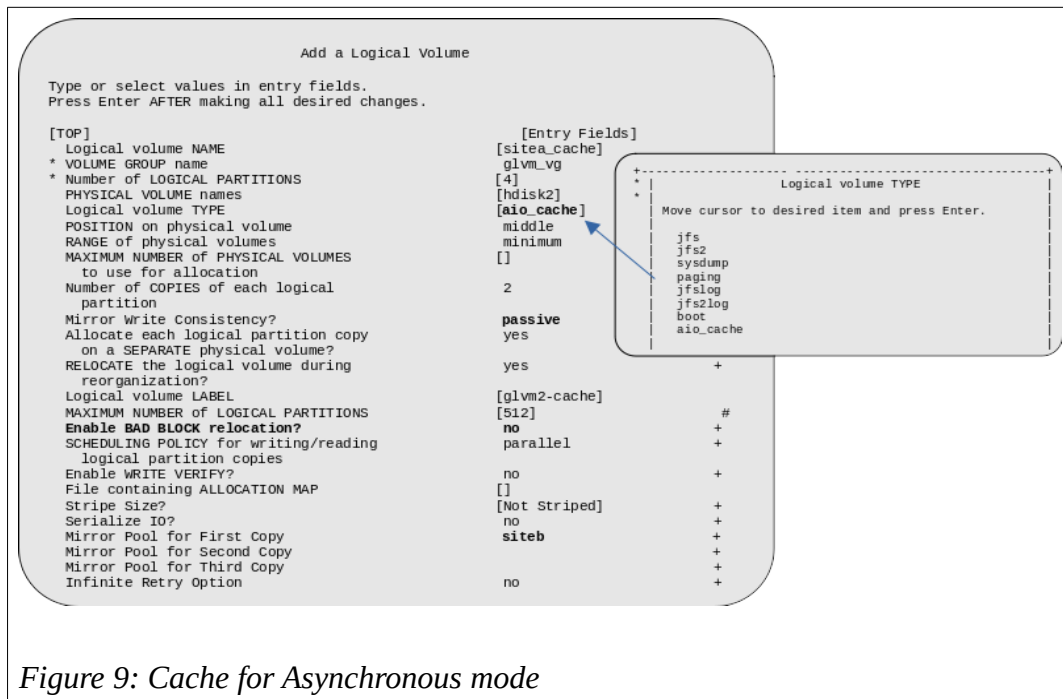 Add a Logical Volume
Type or select values in entry fields.
Press Enter AFTER making all desired changes.
[TOP] [Entry Fields]
Logical volume NAME [sitea_cache]
* VOLUME GROUP name glvm_vg
* Number of LOGICAL PARTITIONS [4]
PHYSICAL VOLUME names [hdisk2]
Logical volume TYPE [aio_cache]
POSITION on physical volume middle
RANGE of physical volumes minimum
MAXIMUM NUMBER of PHYSICAL VOLUMES []
to use for allocation
Number of COPIES of each logical 2
partition
Mirror Write Consistency? passive
Allocate each logical partition copy yes
on a SEPARATE physical volume?
RELOCATE the logical volume during yes +
reorganization?
Logical volume LABEL [glvm2-cache]
MAXIMUM NUMBER of LOGICAL PARTITIONS [512] #
Enable BAD BLOCK relocation? no +
SCHEDULING POLICY for writing/reading parallel +
logical partition copies
Enable WRITE VERIFY? no +
File containing ALLOCATION MAP []
Stripe Size? [Not Striped] +
Serialize IO? no +
Mirror Pool for First Copy siteb +
Mirror Pool for Second Copy +
Mirror Pool for Third Copy +
Infinite Retry Option no +
+------------------- --------------------------------+
* | Logical volume TYPE |
* | |
| Move cursor to desired item and press Enter. |
| |
| jfs |
| jfs2 |
| sysdump |
| paging |
| jfslog |
| jfs2log |
| boot |
| aio_cache |
| |
Figure 9: Cache for Asynchronous mode